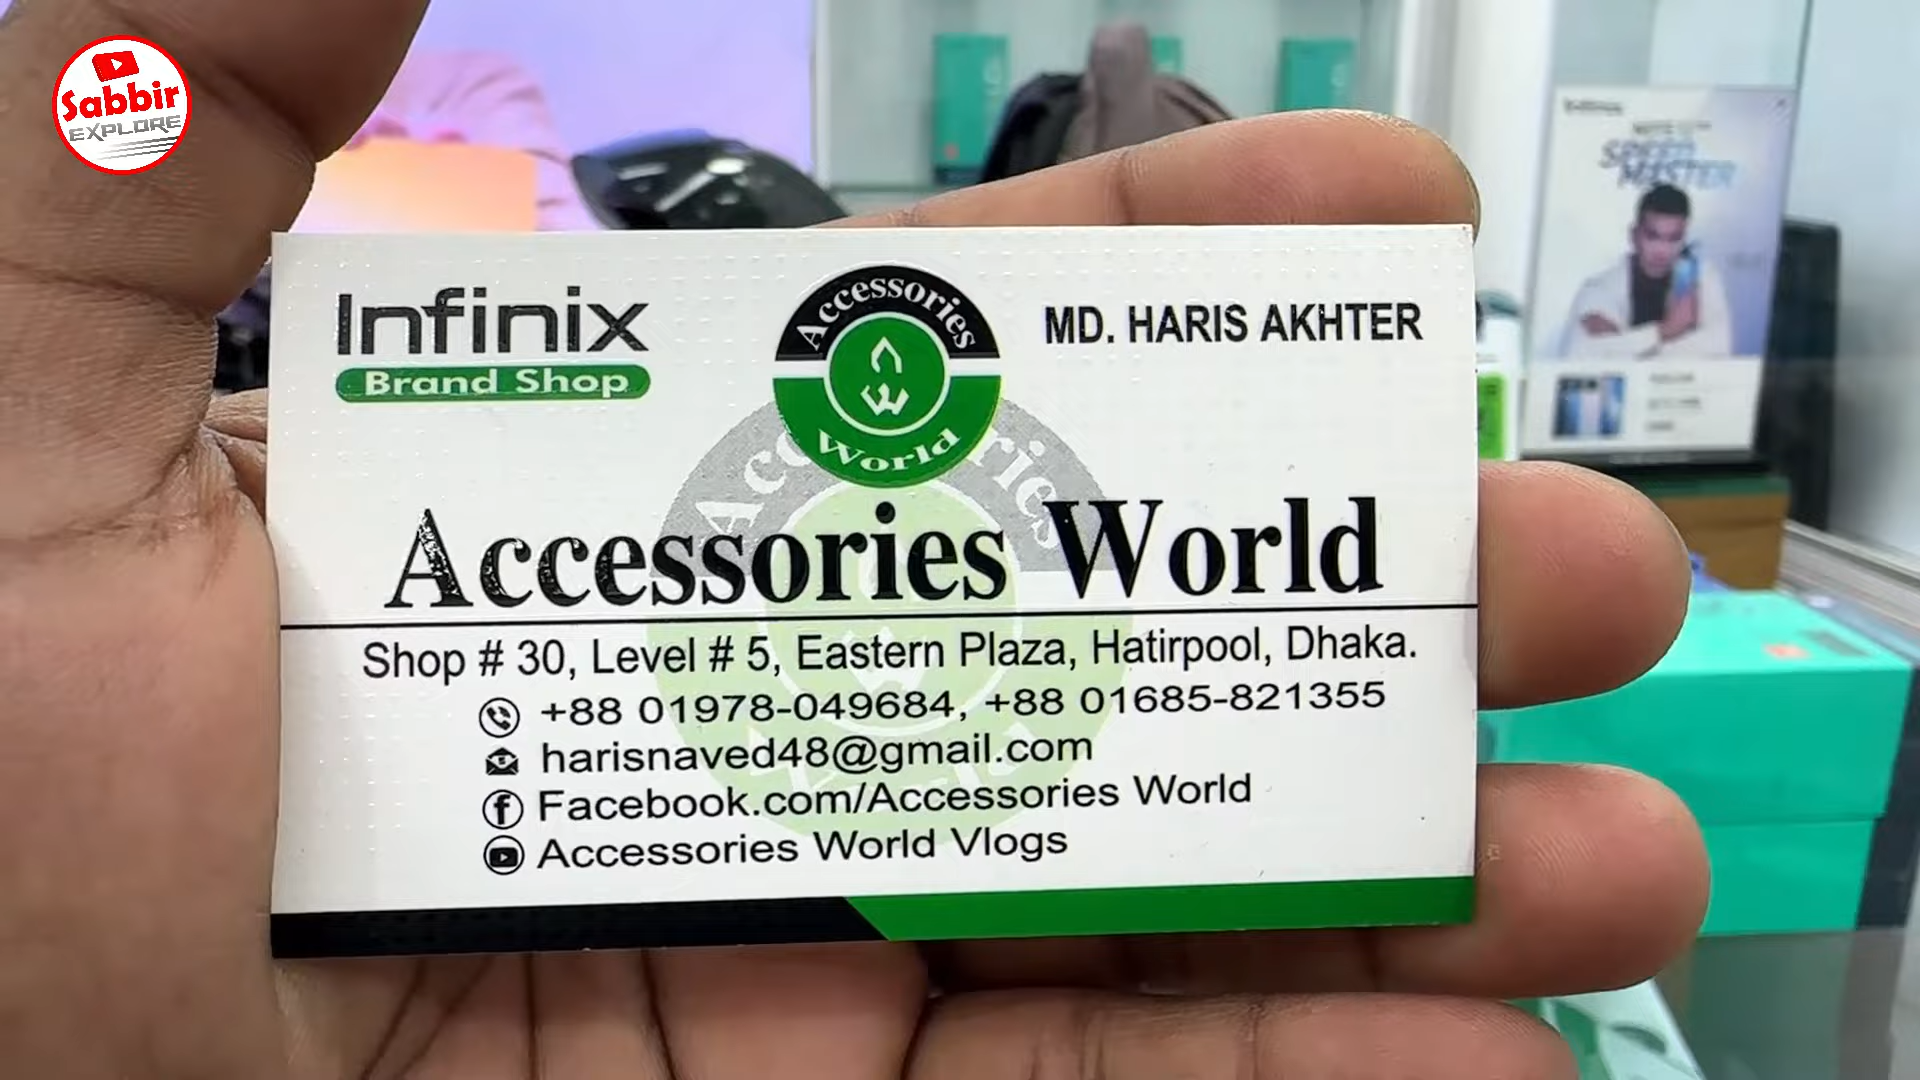 Sabbir
EXPLORE
Infinix
Brand Shop
Accessories
World
MD. HARIS AKHTER
Accessories World
Shop # 30, Level # 5, Eastern Plaza, Hatirpool, Dhaka.
+88 01978-049684, +88 01685-821355
harisnaved48@gmail.com
Facebook.com/Accessories World
Accessories World Vlogs
SPEED
MASTER